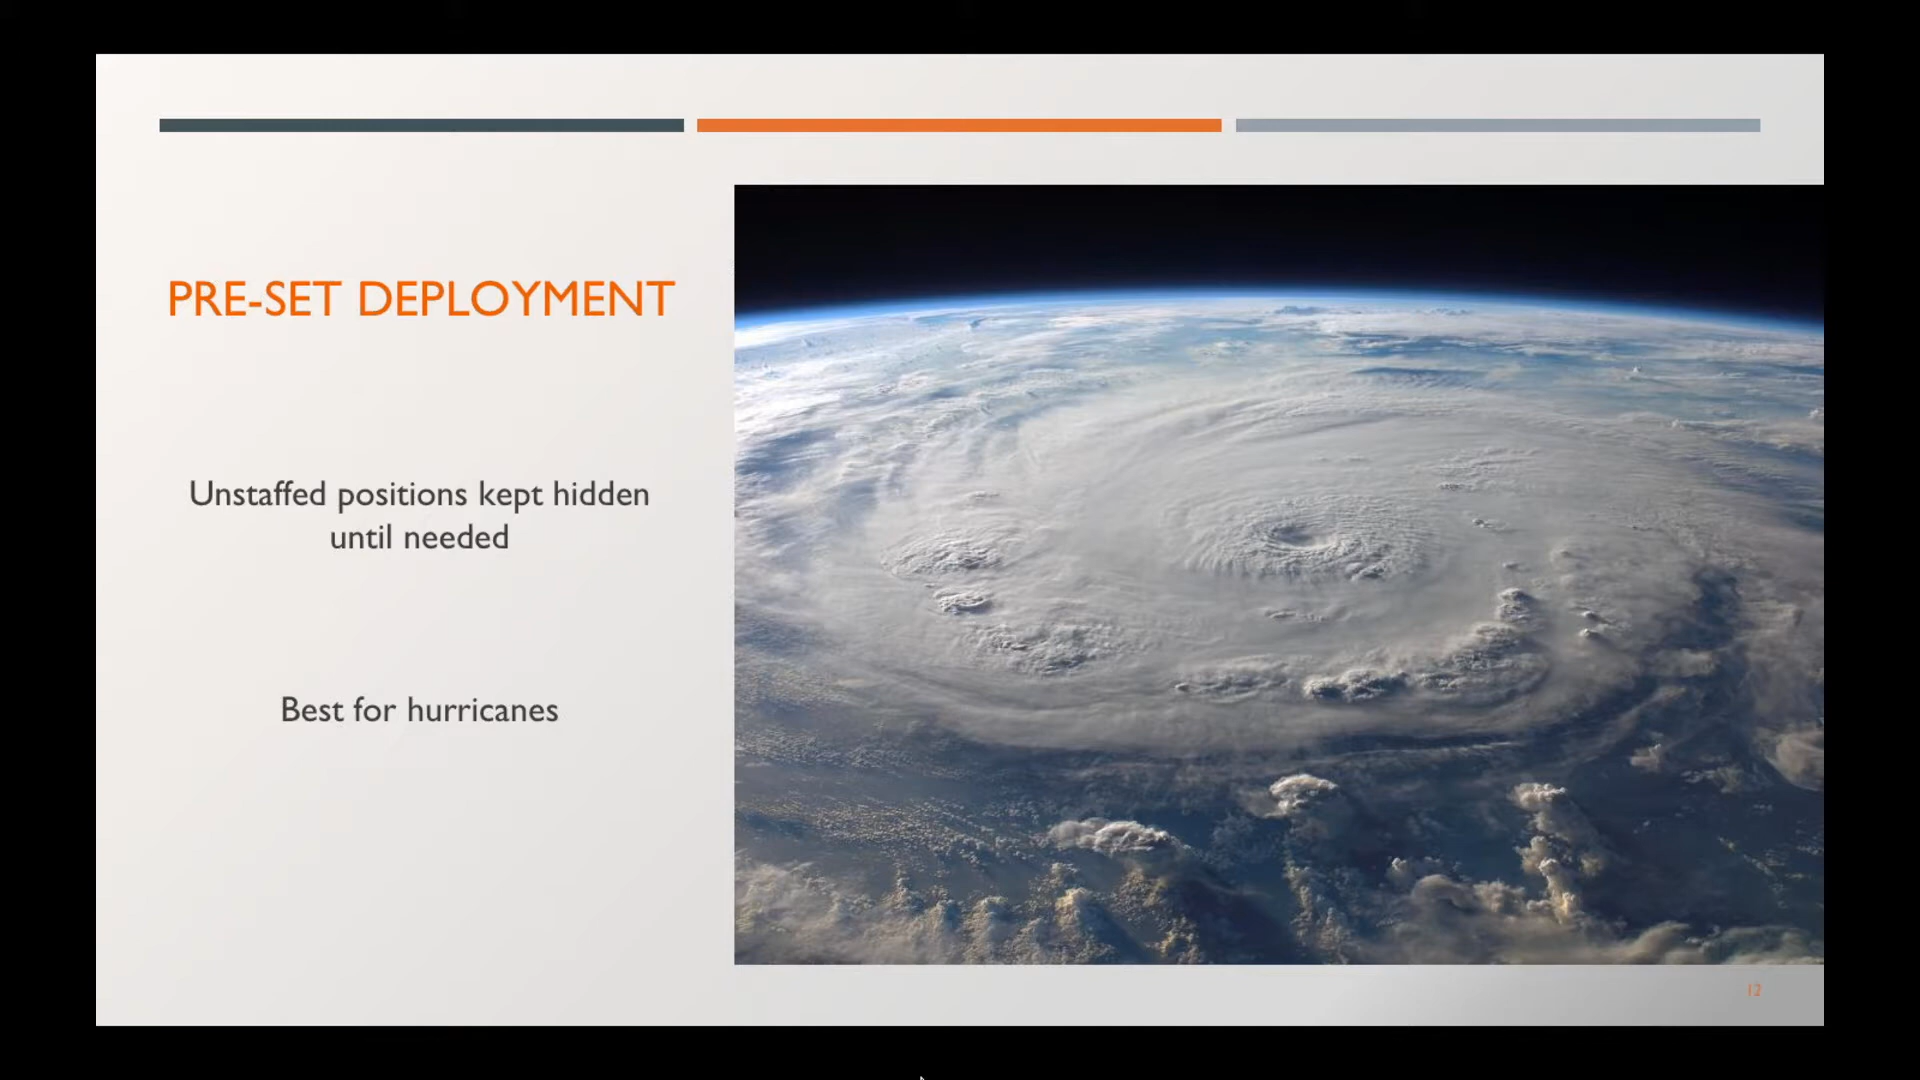 PRE-SET DEPLOYMENT
Unstaffed positions kept hidden
until needed
Best for hurricanes
12